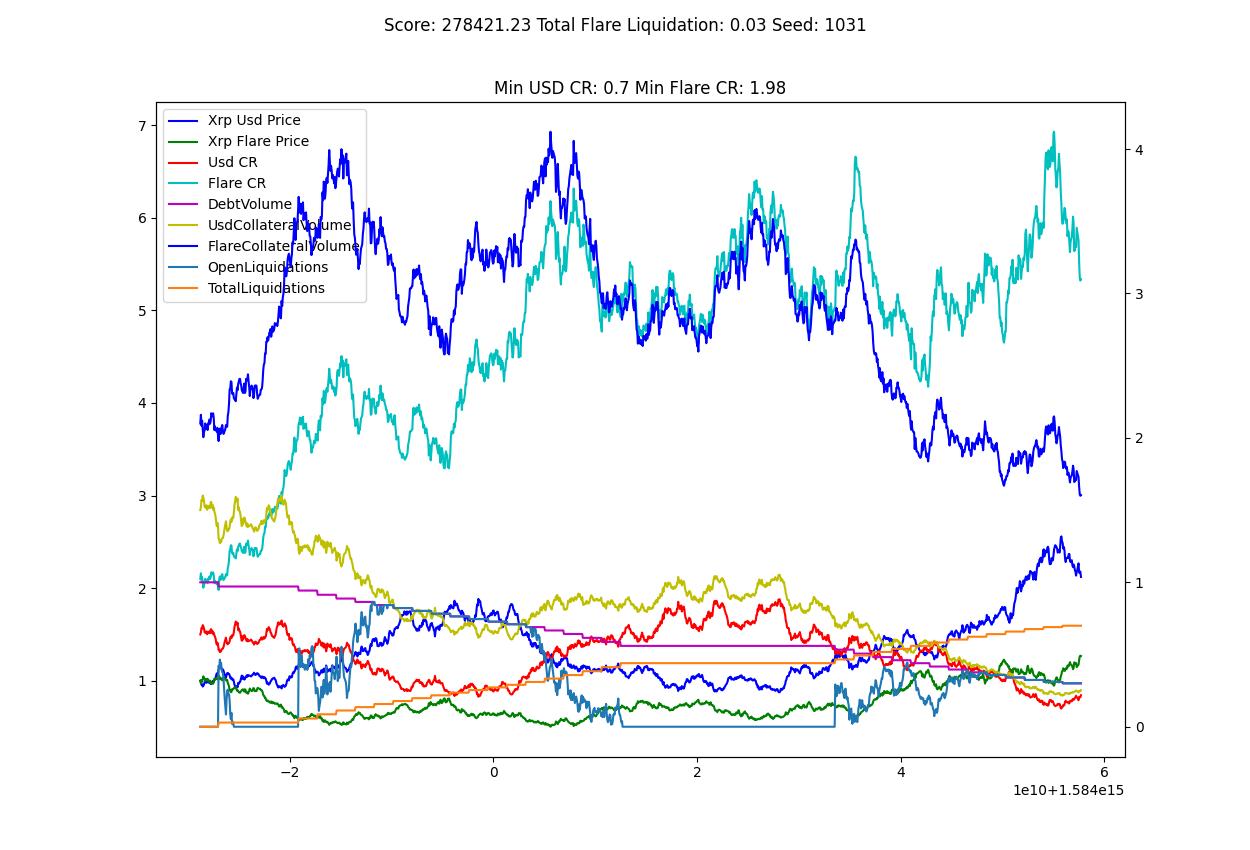 Score: 278421.23 Total Flare Liquidation: 0.03 Seed: 1031
Min USD CR: 0.7 Min Flare CR: 1.98
Xrp Usd Price
Xrp Flare Price
Usd CR
Flare CR
DebtVolume
UsdCollateralVolume
FlareCollateralVolume
OpenLiquidations
TotalLiquidations
7
6
5
4
3
2
1
4
3
2
1
0
−2
0
2
4
6
1e10+1.584e15